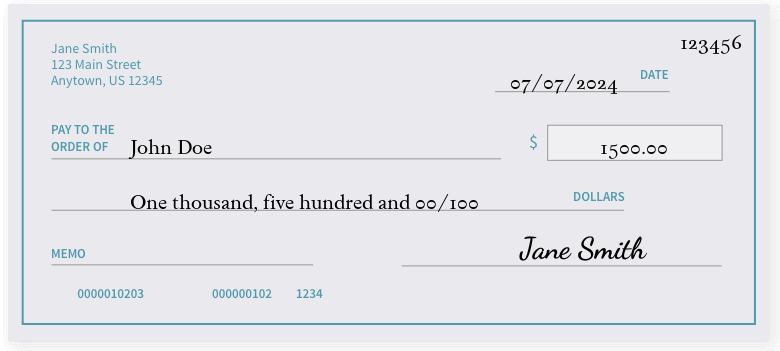 Jane Smith
123 Main Street
Anytown, US 12345
123456
07/07/2024 DATE
PAY TO THE
ORDER OF John Doe $ 1500.00
One thousand, five hundred and 00/100 DOLLARS
MEMO Jane Smith
0000010203 000000102 1234